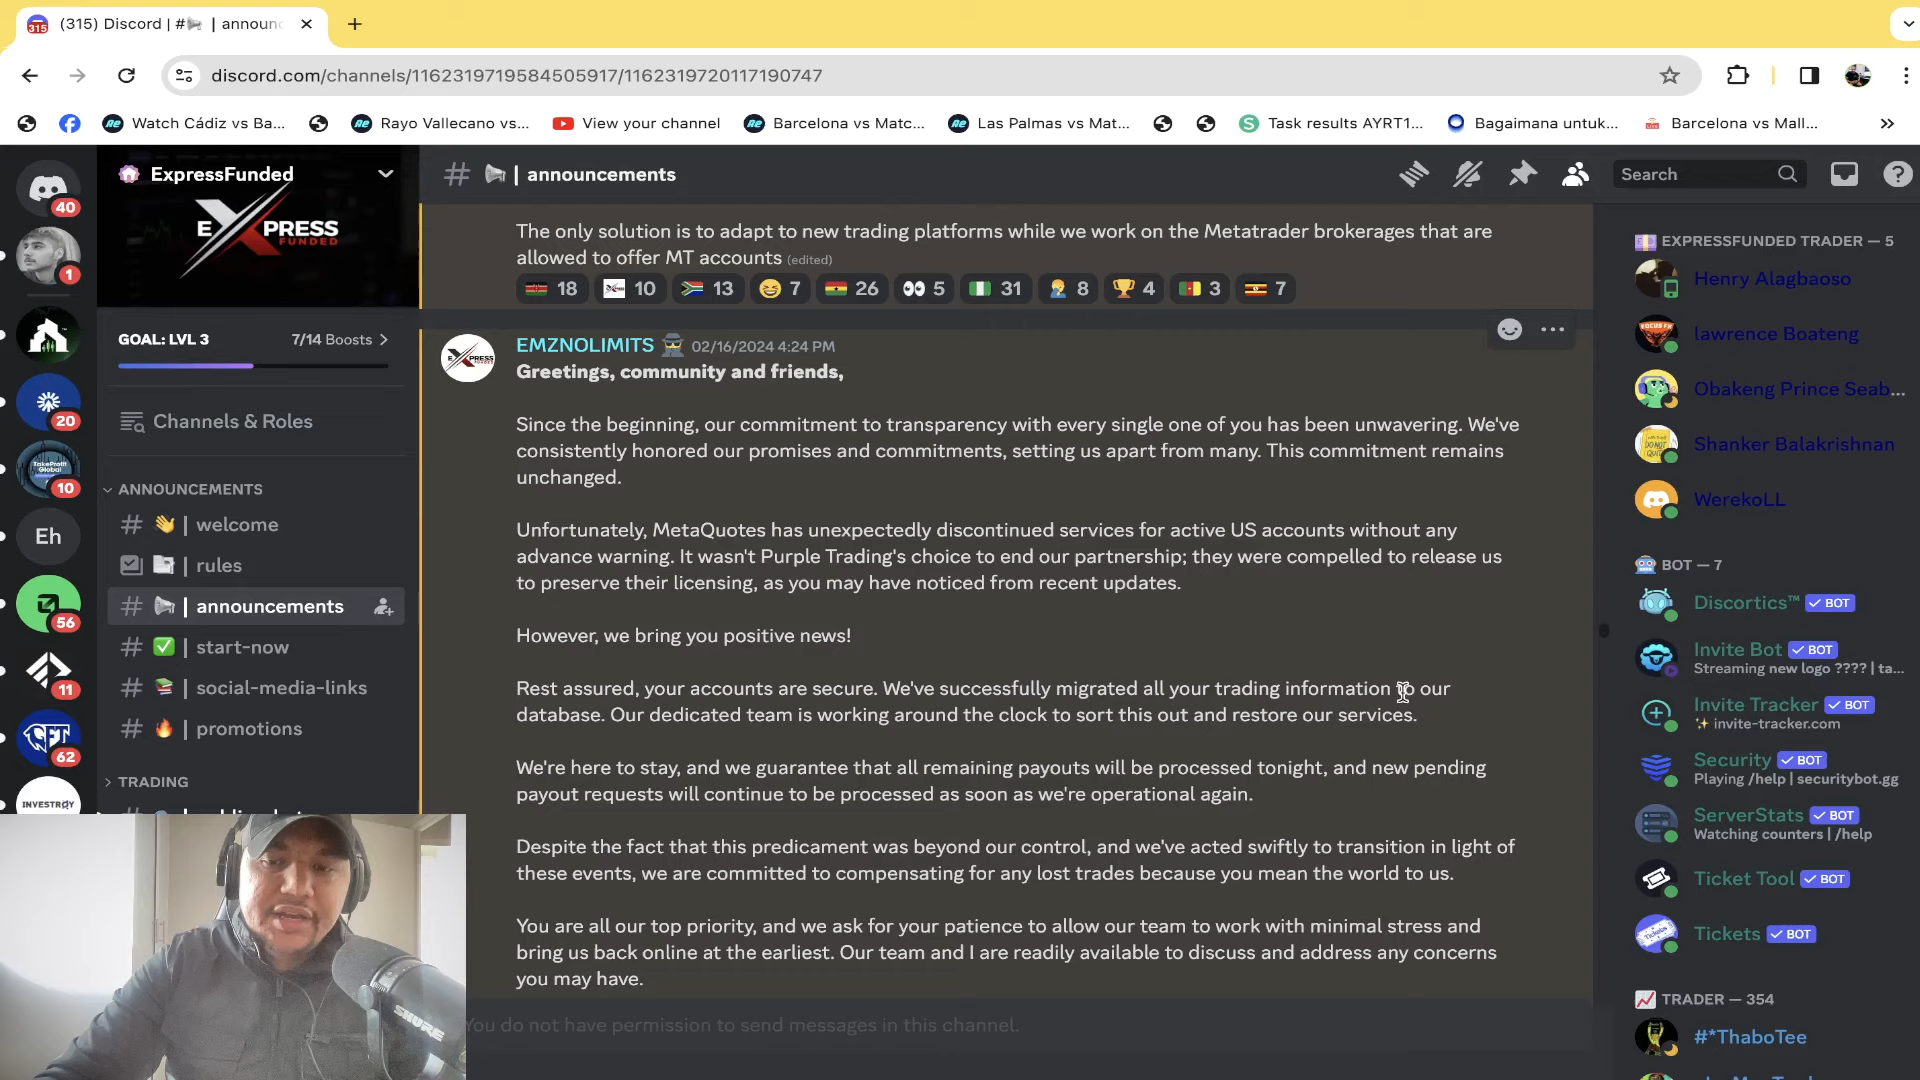 (315) Discord | # | announc
discord.com/channels/1162319719584505917/1162319720117190747
Watch Cádiz vs Ba... Rayo Vallecano vs... View your channel Barcelona vs Matc... Las Palmas vs Mat... Task results AYRT1... Bagaimana untuk... Barcelona vs Mall... »
40
1
20
TakeProfit Global
10
Eh
56
11
CFT
62
INVESTROY
ExpressFunded
EXPRESS
FUNDED
GOAL: LVL 3 7/14 Boosts
Channels & Roles
ANNOUNCEMENTS
# | welcome
| rules
# | announcements
# | start-now
# | social-media-links
# | promotions
TRADING
# | announcements
Search
The only solution is to adapt to new trading platforms while we work on the Metatrader brokerages that are
allowed to offer MT accounts (edited)
18 10 13 7 26 5 31 8 4 3 7
EXPRESS
FUNDED
EMZNOLIMITS 02/16/2024 4:24 PM
Greetings, community and friends,
Since the beginning, our commitment to transparency with every single one of you has been unwavering. We've
consistently honored our promises and commitments, setting us apart from many. This commitment remains
unchanged.
Unfortunately, MetaQuotes has unexpectedly discontinued services for active US accounts without any
advance warning. It wasn't Purple Trading's choice to end our partnership; they were compelled to release us
to preserve their licensing, as you may have noticed from recent updates.
However, we bring you positive news!
Rest assured, your accounts are secure. We've successfully migrated all your trading information to our
database. Our dedicated team is working around the clock to sort this out and restore our services.
We're here to stay, and we guarantee that all remaining payouts will be processed tonight, and new pending
payout requests will continue to be processed as soon as we're operational again.
Despite the fact that this predicament was beyond our control, and we've acted swiftly to transition in light of
these events, we are committed to compensating for any lost trades because you mean the world to us.
You are all our top priority, and we ask for your patience to allow our team to work with minimal stress and
bring us back online at the earliest. Our team and I are readily available to discuss and address any concerns
you may have.
You do not have permission to send messages in this channel.
SHURE
EXPRESSFUNDED TRADER — 5
Henry Alagbaoso
lawrence Boateng
Obakeng Prince Seab...
Shanker Balakrishnan
WerekoLL
BOT — 7
Discortics™ BOT
Invite Bot BOT
Streaming new logo ???? | ta...
Invite Tracker BOT
invite-tracker.com
Security BOT
Playing /help | securitybot.gg
ServerStats BOT
Watching counters | /help
Ticket Tool BOT
Tickets BOT
TRADER — 354
#*ThaboTee